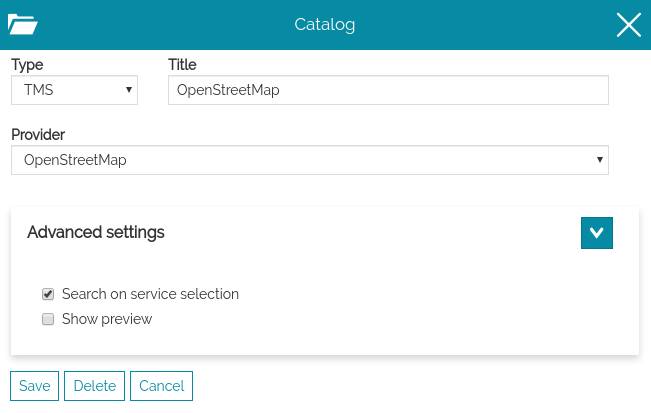 Catalog
Type Title
TMS OpenStreetMap
Provider
OpenStreetMap
Advanced settings
Search on service selection
Show preview
Save Delete Cancel